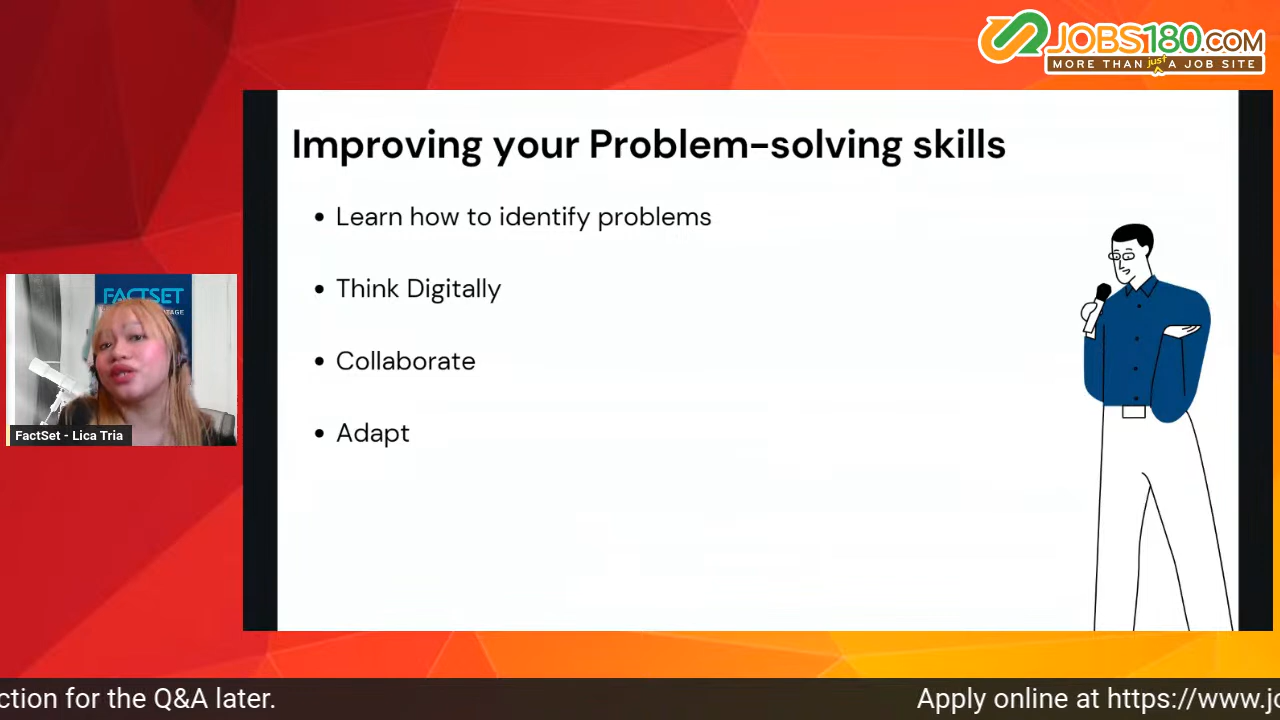 JOBS180.COM
MORE THAN just A JOB SITE
Improving your Problem-solving skills
• Learn how to identify problems
• Think Digitally
• Collaborate
• Adapt
FACTSET
FactSet - Lica Tria
ction for the Q&A later.
Apply online at https://www.jo